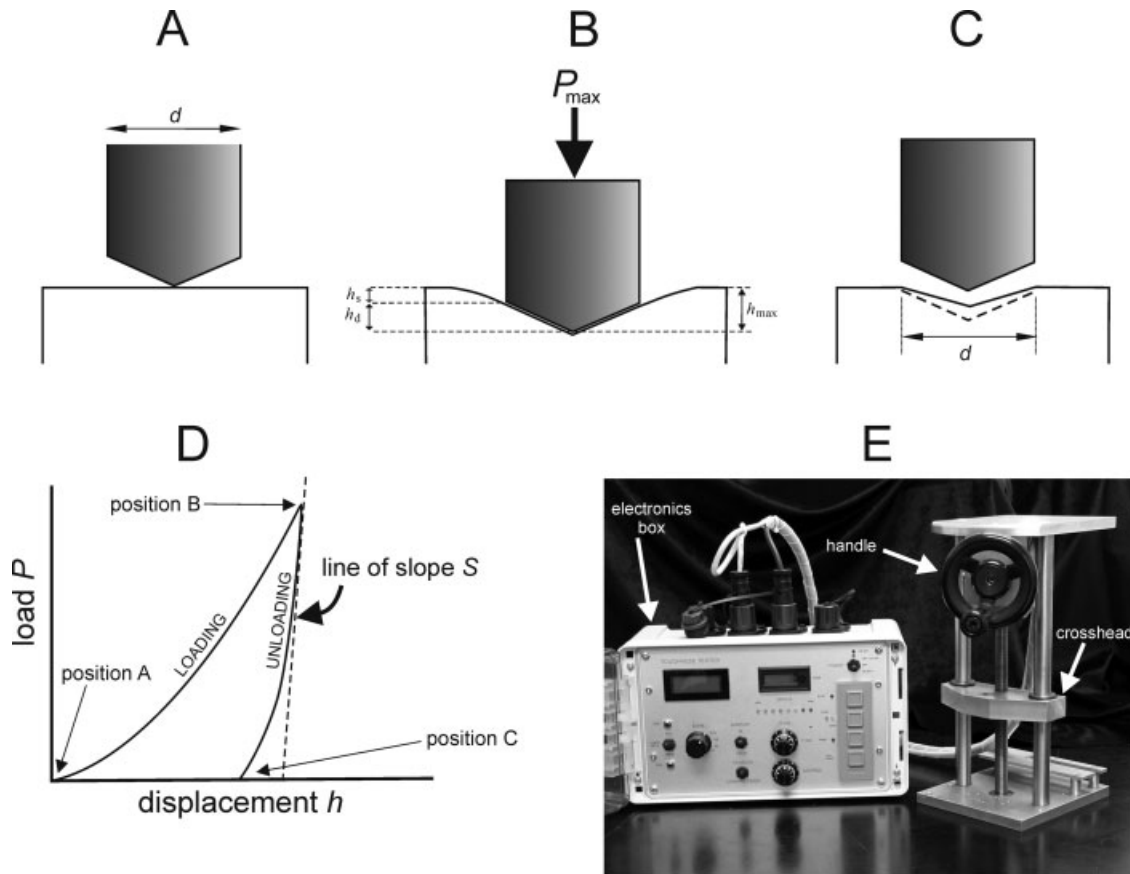 A
B
C
d
P max
h s
h d
h max
d
D
E
position B
line of slope S
LOADING
UNLOADING
position A
position C
load P
displacement h
electronics
box
handle
crosshead